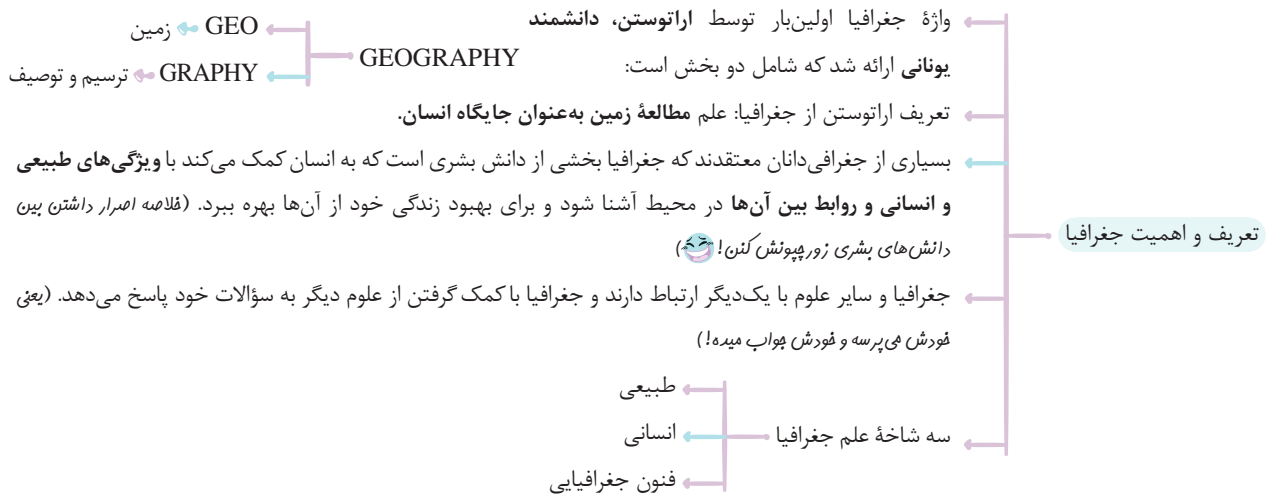 تعریف و اهمیت جغرافیا
واژهٔ جغرافیا اولین‌بار توسط اراتوستن، دانشمند
یونانی ارائه شد که شامل دو بخش است:
GEOGRAPHY
GEO زمین
GRAPHY ترسیم و توصیف
تعریف اراتوستن از جغرافیا: علم مطالعهٔ زمین به‌عنوان جایگاه انسان.
بسیاری از جغرافی‌دانان معتقدند که جغرافیا بخشی از دانش بشری است که به انسان کمک می‌کند با ویژگی‌های طبیعی
و انسانی و روابط بین آن‌ها در محیط آشنا شود و برای بهبود زندگی خود از آن‌ها بهره ببرد. (خلاصه اصرار داشتن بین
دانش‌های بشری زورچپونش کنن! )
جغرافیا و سایر علوم با یک‌دیگر ارتباط دارند و جغرافیا با کمک گرفتن از علوم دیگر به سؤالات خود پاسخ می‌دهد. (یعنی
خودش می‌پرسه و خودش جواب میده!)
سه شاخهٔ علم جغرافیا
طبیعی
انسانی
فنون جغرافیایی